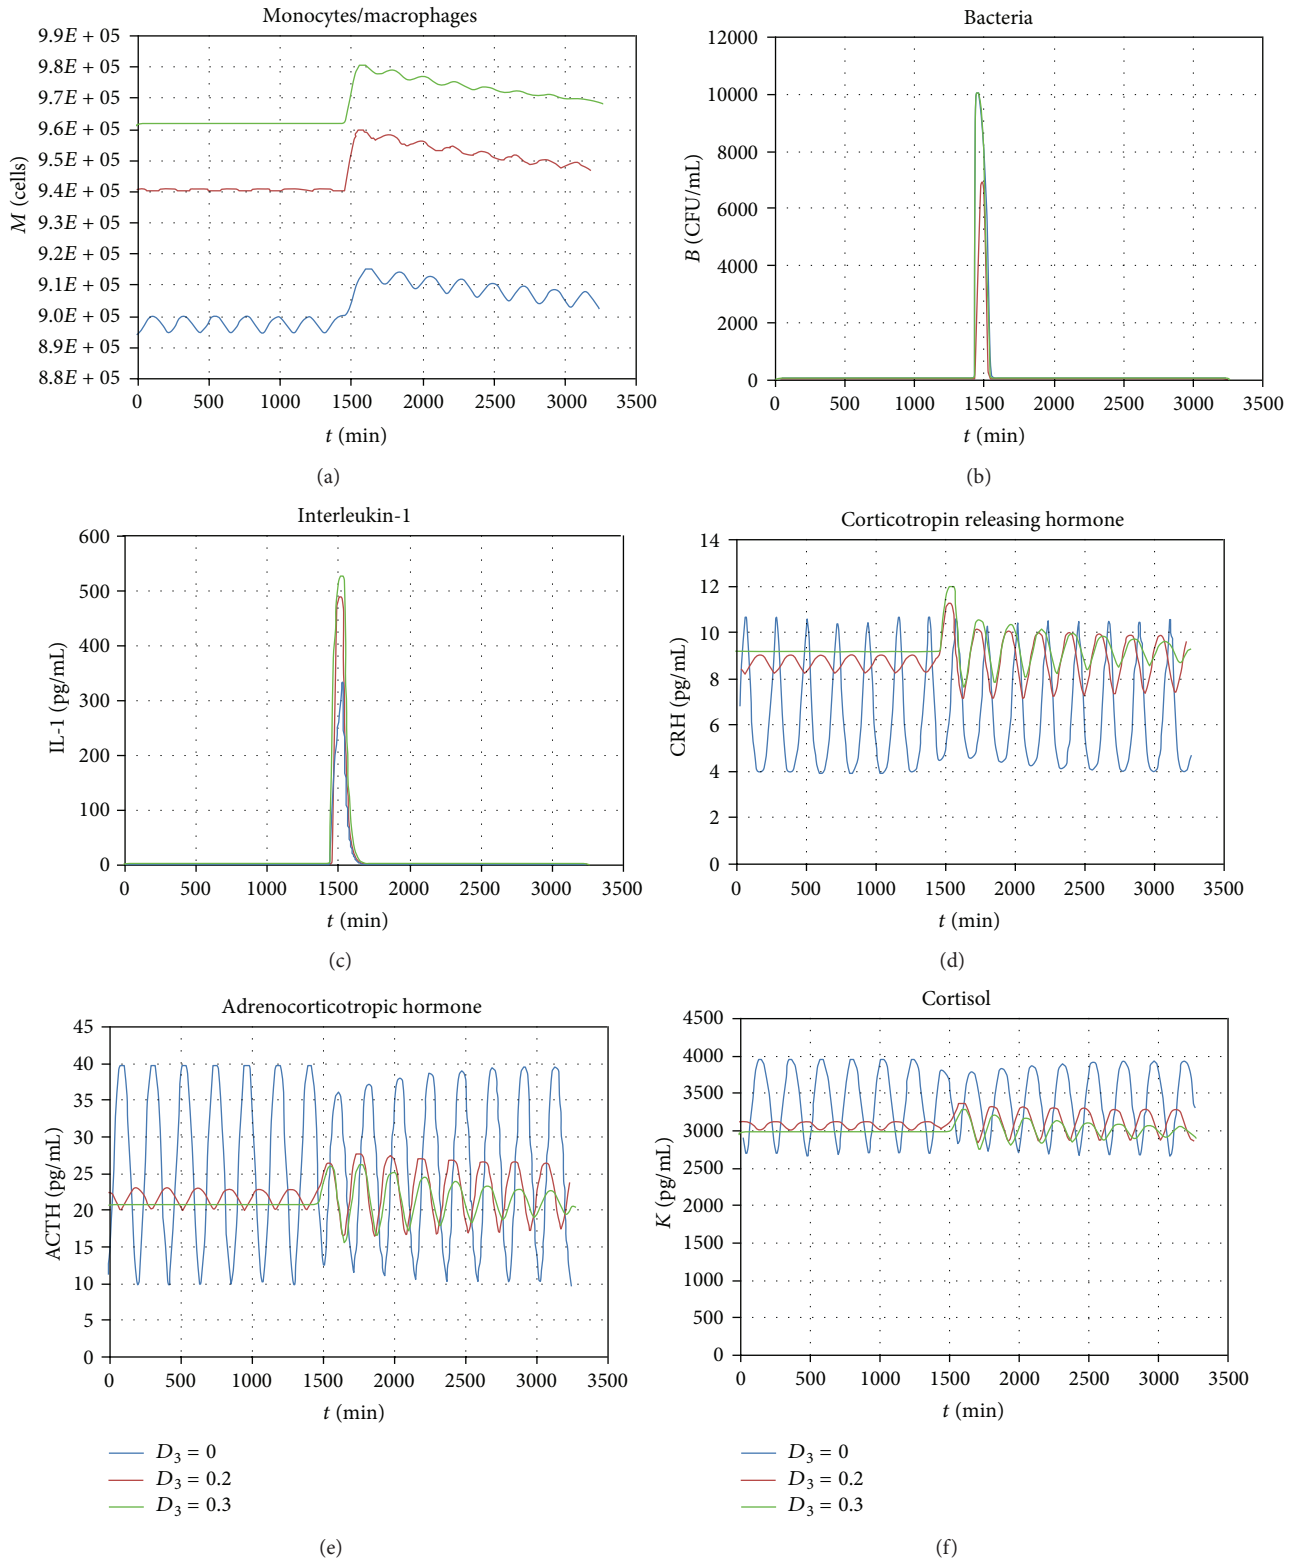 Monocytes/macrophages
9.9E + 05
9.8E + 05
9.7E + 05
9.6E + 05
9.5E + 05
9.4E + 05
9.3E + 05
9.2E + 05
9.1E + 05
9.0E + 05
8.9E + 05
8.8E + 05
M (cells)
0 500 1000 1500 2000 2500 3000 3500
t (min)
(a)
Bacteria
12000
10000
8000
6000
4000
2000
0
B (CFU/mL)
0 500 1000 1500 2000 2500 3000 3500
t (min)
(b)
Interleukin-1
600
500
400
300
200
100
0
IL-1 (pg/mL)
0 500 1000 1500 2000 2500 3000 3500
t (min)
(c)
Corticotropin releasing hormone
14
12
10
8
6
4
2
0
CRH (pg/mL)
0 500 1000 1500 2000 2500 3000 3500
t (min)
(d)
Adrenocorticotropic hormone
45
40
35
30
25
20
15
10
5
0
ACTH (pg/mL)
0 500 1000 1500 2000 2500 3000 3500
t (min)
D3 = 0
D3 = 0.2
D3 = 0.3
(e)
Cortisol
4500
4000
3500
3000
2500
2000
1500
1000
500
0
K (pg/mL)
0 500 1000 1500 2000 2500 3000 3500
t (min)
D3 = 0
D3 = 0.2
D3 = 0.3
(f)